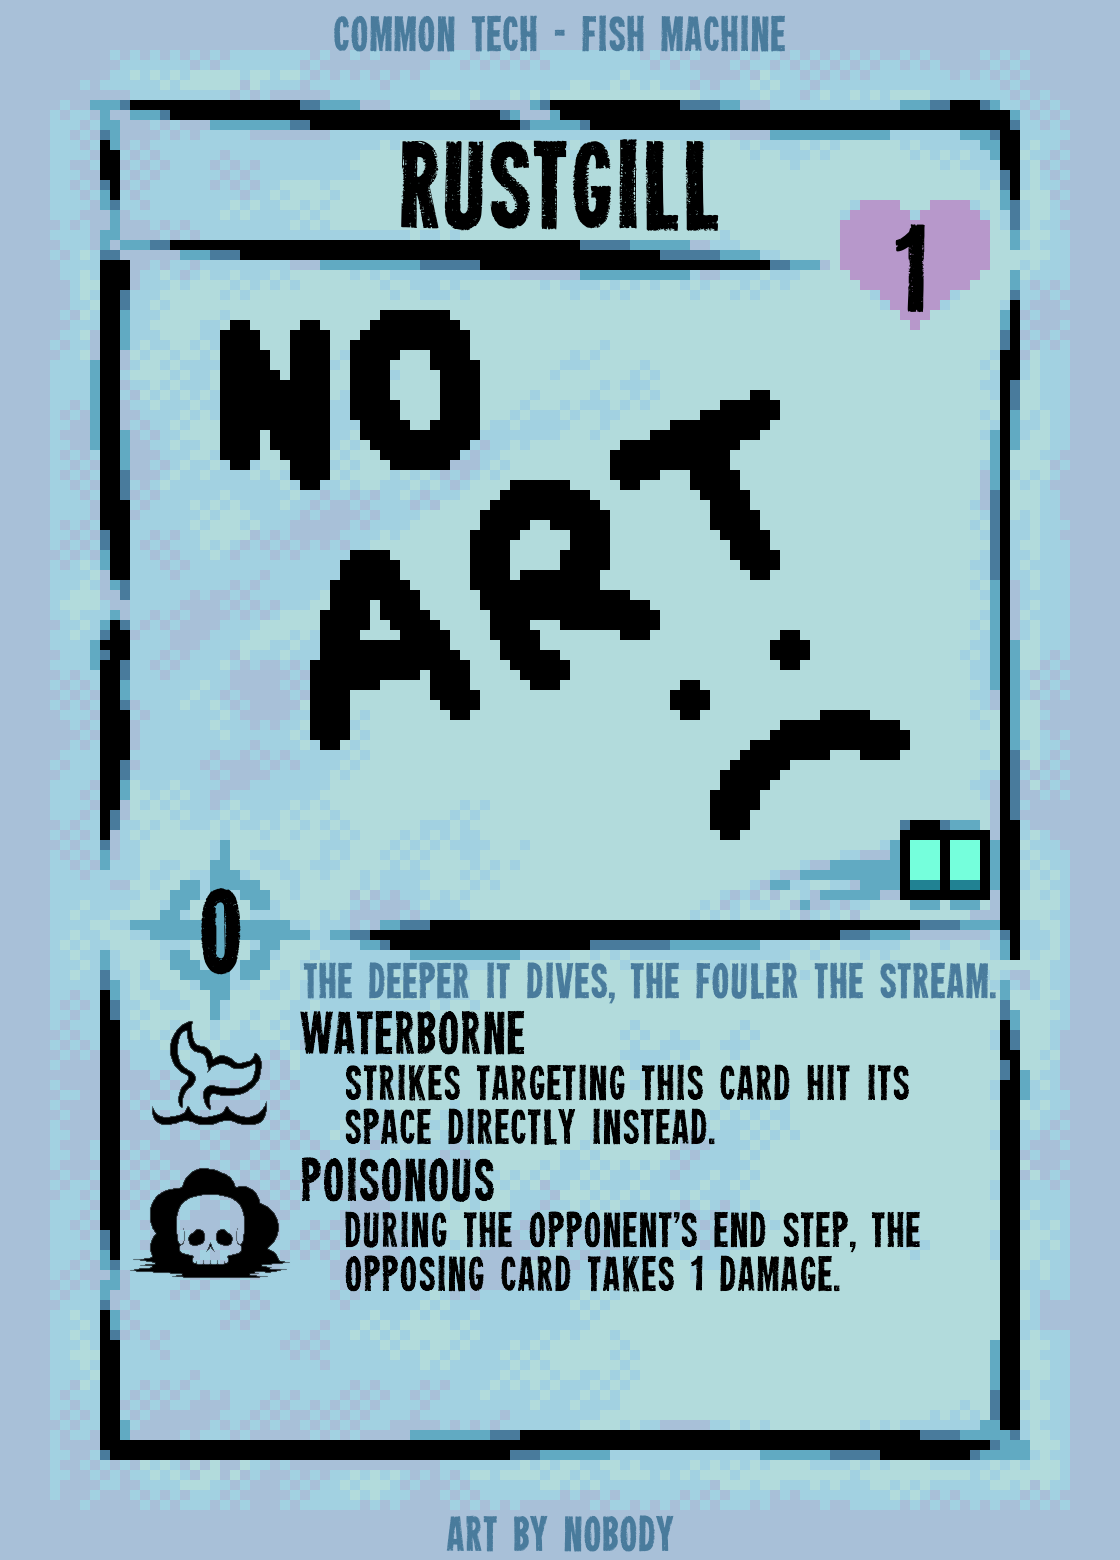 COMMON TECH - FISH MACHINE
RUSTGILL
1
NO
ART
:(
0
THE DEEPER IT DIVES, THE FOULER THE STREAM.
WATERBORNE
STRIKES TARGETING THIS CARD HIT ITS
SPACE DIRECTLY INSTEAD.
POISONOUS
DURING THE OPPONENT'S END STEP, THE
OPPOSING CARD TAKES 1 DAMAGE.
ART BY NOBODY